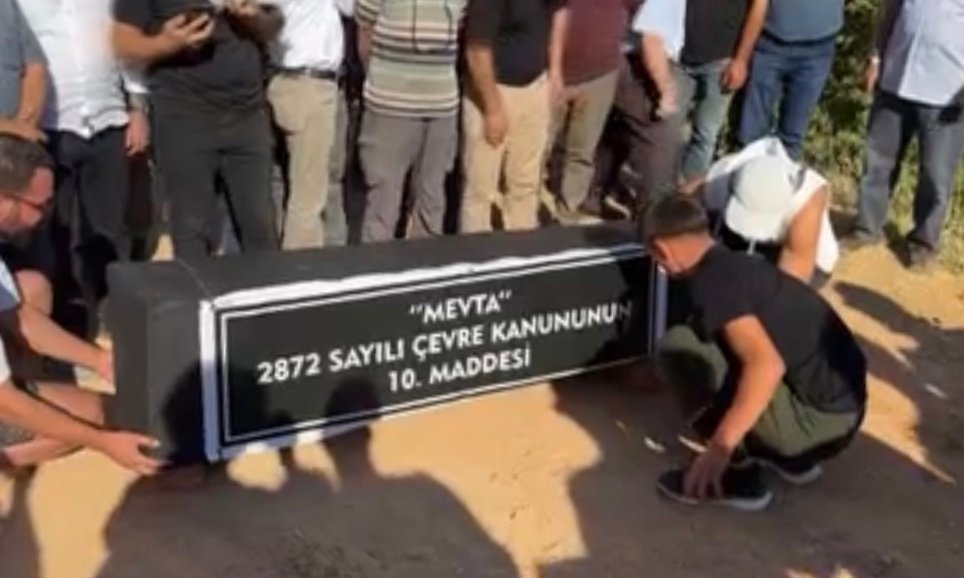 “MEVTA“
2872 SAYILI ÇEVRE KANUNUNUN
10. MADDESİ